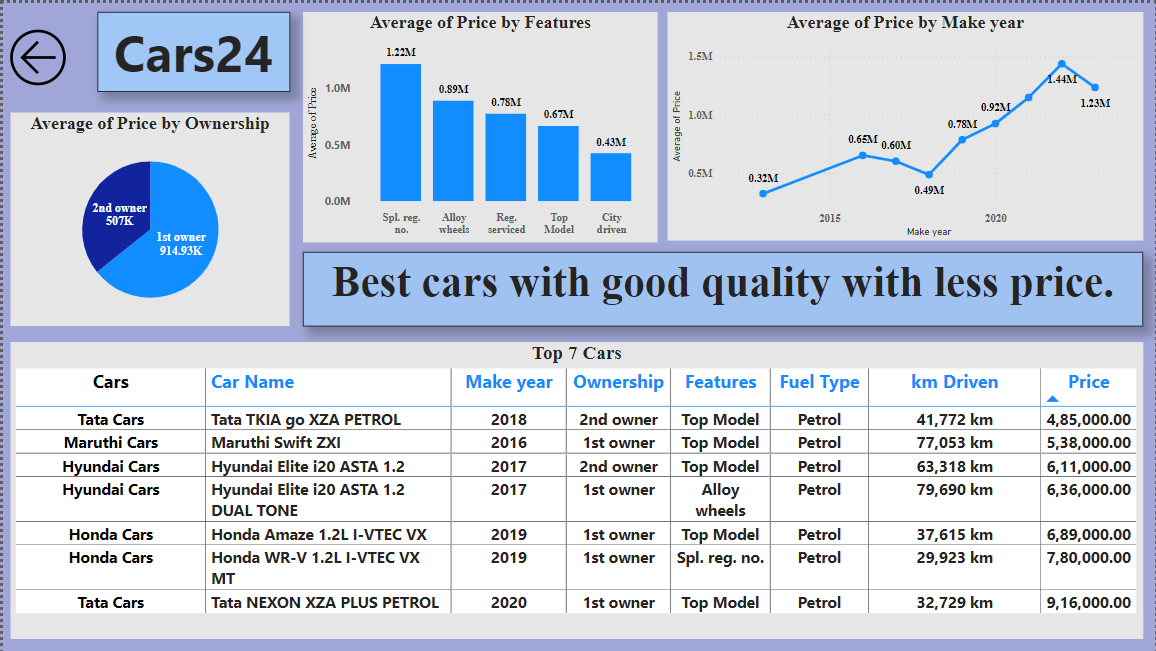 Cars24
Average of Price by Ownership
2nd owner
507K
1st owner
914.93K
Average of Price by Features
Average of Price
1.0M
0.5M
0.0M
1.22M
0.89M
0.78M
0.67M
0.43M
Spl. reg. no.
Alloy wheels
Reg. serviced
Top Model
City driven
Average of Price by Make year
Average of Price
1.5M
1.0M
0.5M
0.32M
0.65M
0.60M
0.49M
0.78M
0.92M
1.44M
1.23M
2015
2020
Make year
Best cars with good quality with less price.
Top 7 Cars
Cars Car Name Make year Ownership Features Fuel Type km Driven Price
Tata Cars Tata TKIA go XZA PETROL 2018 2nd owner Top Model Petrol 41,772 km 4,85,000.00
Maruthi Cars Maruthi Swift ZXI 2016 1st owner Top Model Petrol 77,053 km 5,38,000.00
Hyundai Cars Hyundai Elite i20 ASTA 1.2 2017 2nd owner Top Model Petrol 63,318 km 6,11,000.00
Hyundai Cars Hyundai Elite i20 ASTA 1.2 DUAL TONE 2017 1st owner Alloy wheels Petrol 79,690 km 6,36,000.00
Honda Cars Honda Amaze 1.2L I-VTEC VX 2019 1st owner Top Model Petrol 37,615 km 6,89,000.00
Honda Cars Honda WR-V 1.2L I-VTEC VX MT 2019 1st owner Spl. reg. no. Petrol 29,923 km 7,80,000.00
Tata Cars Tata NEXON XZA PLUS PETROL 2020 1st owner Top Model Petrol 32,729 km 9,16,000.00